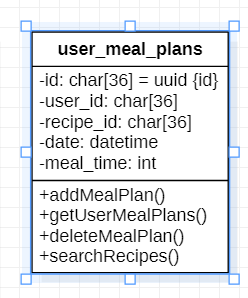 user_meal_plans
-id: char[36] = uuid {id}
-user_id: char[36]
-recipe_id: char[36]
-date: datetime
-meal_time: int
+addMealPlan()
+getUserMealPlans()
+deleteMealPlan()
+searchRecipes()